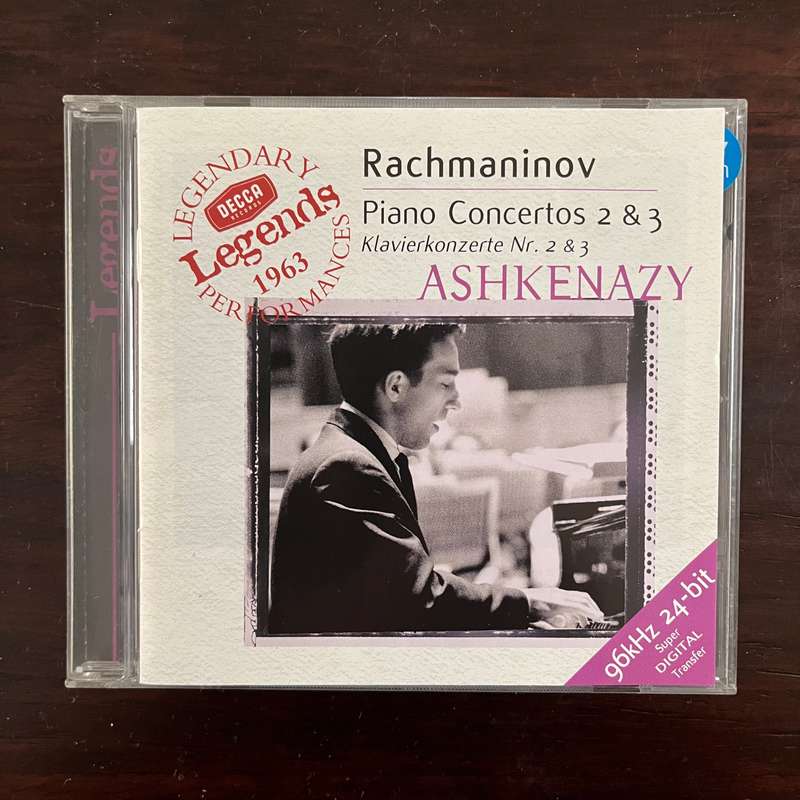 Legends
LEGENDARY
DECCA
RECORDS
Legends
1963
PERFORMANCES
Rachmaninov
Piano Concertos 2 & 3
Klavierkonzerte Nr. 2 & 3
ASHKENAZY
96kHz 24-bit
Super
DIGITAL
Transfer